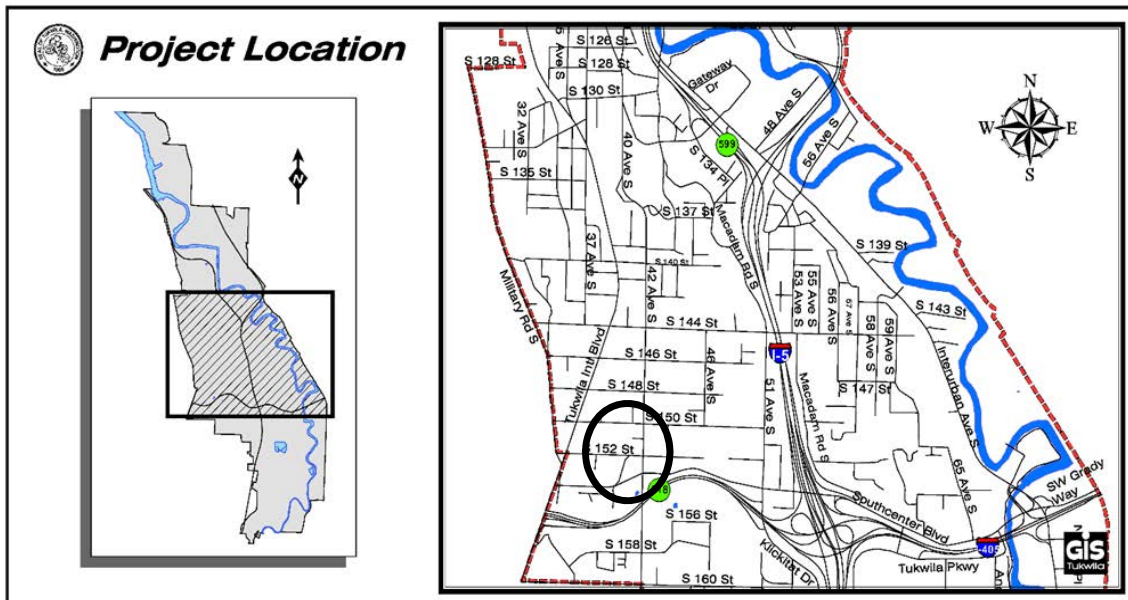 Project Location
N
N
W
E
S
S 126 St
S 128 St
S 128 St
S 130 St
Gateway
Dr
48 Ave S
56 Ave S
32 Ave S
40 Ave S
599
S 134 Pl
S 135 St
S 137 St
Macadam Rd S
37 Ave S
S 139 St
S 140 St
42 Ave S
Military Rd S
Tukwila Intl Blvd
53 Ave S
55 Ave S
56 Ave S
57 Ave S
58 Ave S
59 Ave S
S 143 St
S 144 St
I-5
Interurban Ave S
S 146 St
46 Ave S
51 Ave S
Macadam Rd S
S 147 St
S 148 St
S 150 St
152 St
65 Ave S
SW Grady
Way
Southcenter Blvd
S 156 St
S 158 St
Klickitat Dr
-405
Tukwila Pkwy
S 160 St
GiS
Tukwila